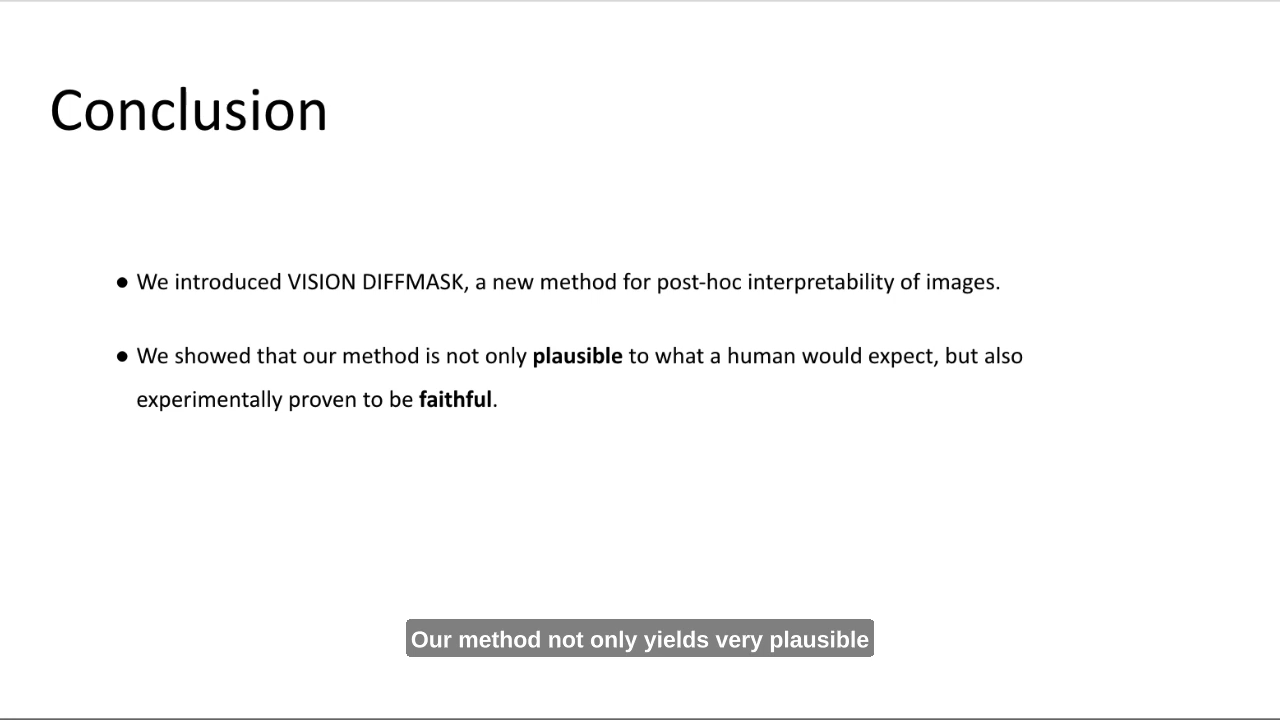 Conclusion
● We introduced VISION DIFFMASK, a new method for post-hoc interpretability of images.
● We showed that our method is not only plausible to what a human would expect, but also
experimentally proven to be faithful.
Our method not only yields very plausible